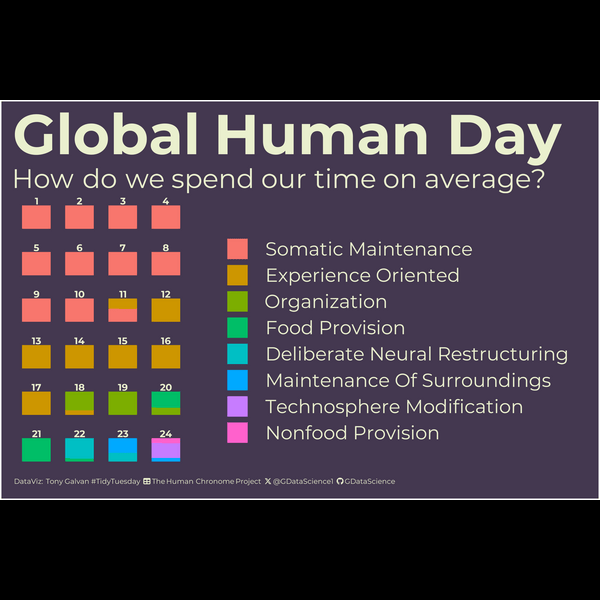 Global Human Day
How do we spend our time on average?
1 2 3 4
5 6 7 8
9 10 11 12
13 14 15 16
17 18 19 20
21 22 23 24
Somatic Maintenance
Experience Oriented
Organization
Food Provision
Deliberate Neural Restructuring
Maintenance Of Surroundings
Technosphere Modification
Nonfood Provision
DataViz: Tony Galvan #TidyTuesday The Human Chronome Project @GDataScience1 GDataScience